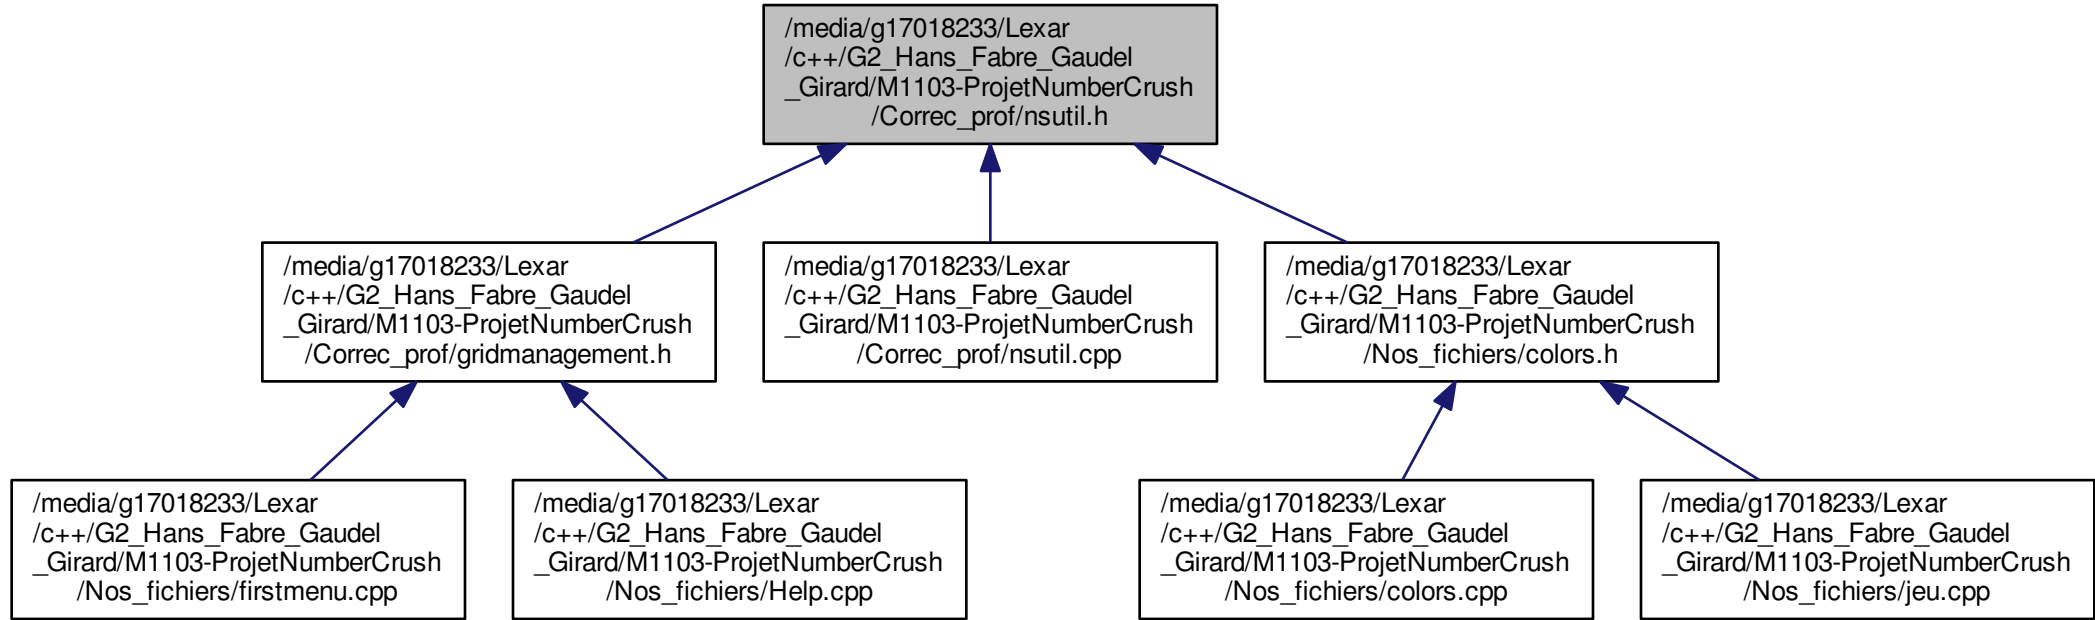 /media/g17018233/Lexar
/c++/G2_Hans_Fabre_Gaudel
_Girard/M1103-ProjetNumberCrush
/Correc_prof/nsutil.h
/media/g17018233/Lexar
/c++/G2_Hans_Fabre_Gaudel
_Girard/M1103-ProjetNumberCrush
/Correc_prof/gridmanagement.h
/media/g17018233/Lexar
/c++/G2_Hans_Fabre_Gaudel
_Girard/M1103-ProjetNumberCrush
/Correc_prof/nsutil.cpp
/media/g17018233/Lexar
/c++/G2_Hans_Fabre_Gaudel
_Girard/M1103-ProjetNumberCrush
/Nos_fichiers/colors.h
/media/g17018233/Lexar
/c++/G2_Hans_Fabre_Gaudel
_Girard/M1103-ProjetNumberCrush
/Nos_fichiers/firstmenu.cpp
/media/g17018233/Lexar
/c++/G2_Hans_Fabre_Gaudel
_Girard/M1103-ProjetNumberCrush
/Nos_fichiers/Help.cpp
/media/g17018233/Lexar
/c++/G2_Hans_Fabre_Gaudel
_Girard/M1103-ProjetNumberCrush
/Nos_fichiers/colors.cpp
/media/g17018233/Lexar
/c++/G2_Hans_Fabre_Gaudel
_Girard/M1103-ProjetNumberCrush
/Nos_fichiers/jeu.cpp